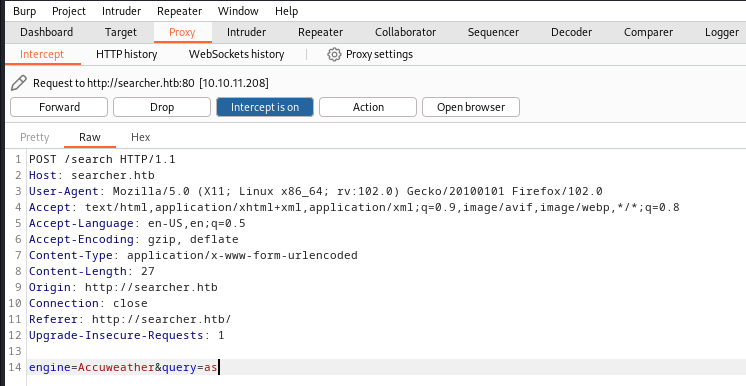 Burp Project Intruder Repeater Window Help
Dashboard Target Proxy Intruder Repeater Collaborator Sequencer Decoder Comparer Logger
Intercept HTTP history WebSockets history Proxy settings
Request to http://searcher.htb:80 [10.10.11.208]
Forward Drop Intercept is on Action Open browser
Pretty Raw Hex
1 POST /search HTTP/1.1
2 Host: searcher.htb
3 User-Agent: Mozilla/5.0 (X11; Linux x86_64; rv:102.0) Gecko/20100101 Firefox/102.0
4 Accept: text/html,application/xhtml+xml,application/xml;q=0.9,image/avif,image/webp,*/*;q=0.8
5 Accept-Language: en-US,en;q=0.5
6 Accept-Encoding: gzip, deflate
7 Content-Type: application/x-www-form-urlencoded
8 Content-Length: 27
9 Origin: http://searcher.htb
10 Connection: close
11 Referer: http://searcher.htb/
12 Upgrade-Insecure-Requests: 1
13
14 engine=Accuweather&query=as